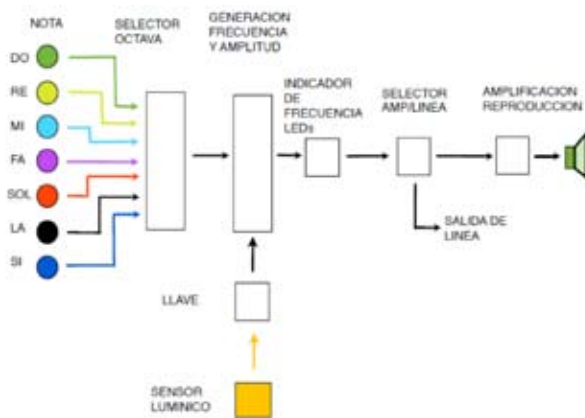 NOTA
DO
RE
MI
FA
SOL
LA
SI
SELECTOR
OCTAVA
GENERACION
FRECUENCIA
Y AMPLITUD
INDICADOR
DE
FRECUENCIA
LEDs
SELECTOR
AMP/LINEA
AMPLIFICACION
REPRODUCCION
SALIDA DE
LINEA
LLAVE
SENSOR
LUMINICO